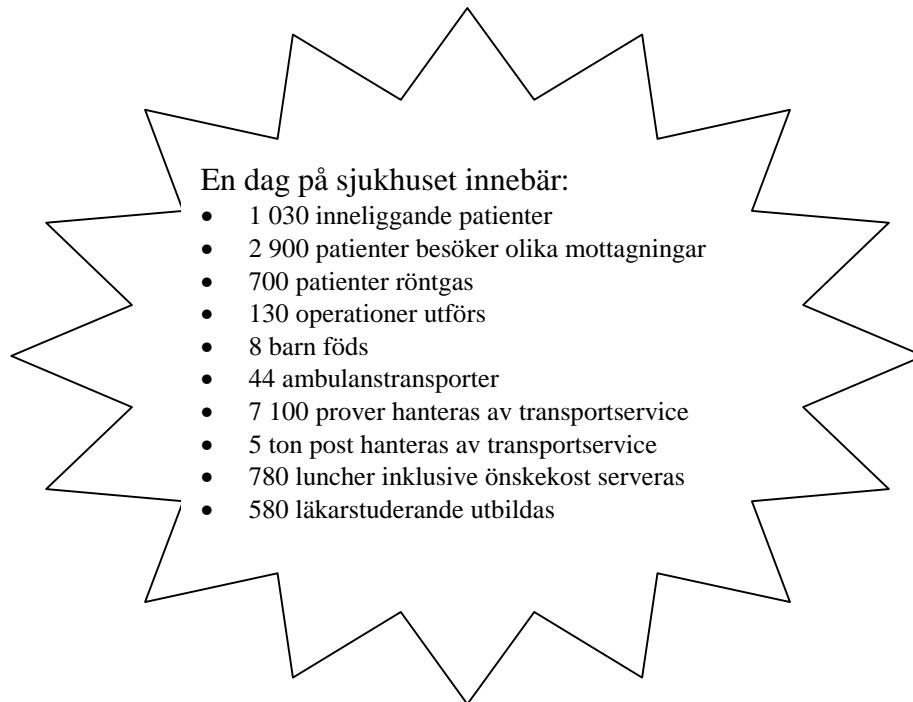 En dag på sjukhuset innebär:
• 1 030 inneliggande patienter
• 2 900 patienter besöker olika mottagningar
• 700 patienter röntgas
• 130 operationer utförs
• 8 barn föds
• 44 ambulanstransporter
• 7 100 prover hanteras av transportservice
• 5 ton post hanteras av transportservice
• 780 luncher inklusive önskekost serveras
• 580 läkarstuderande utbildas